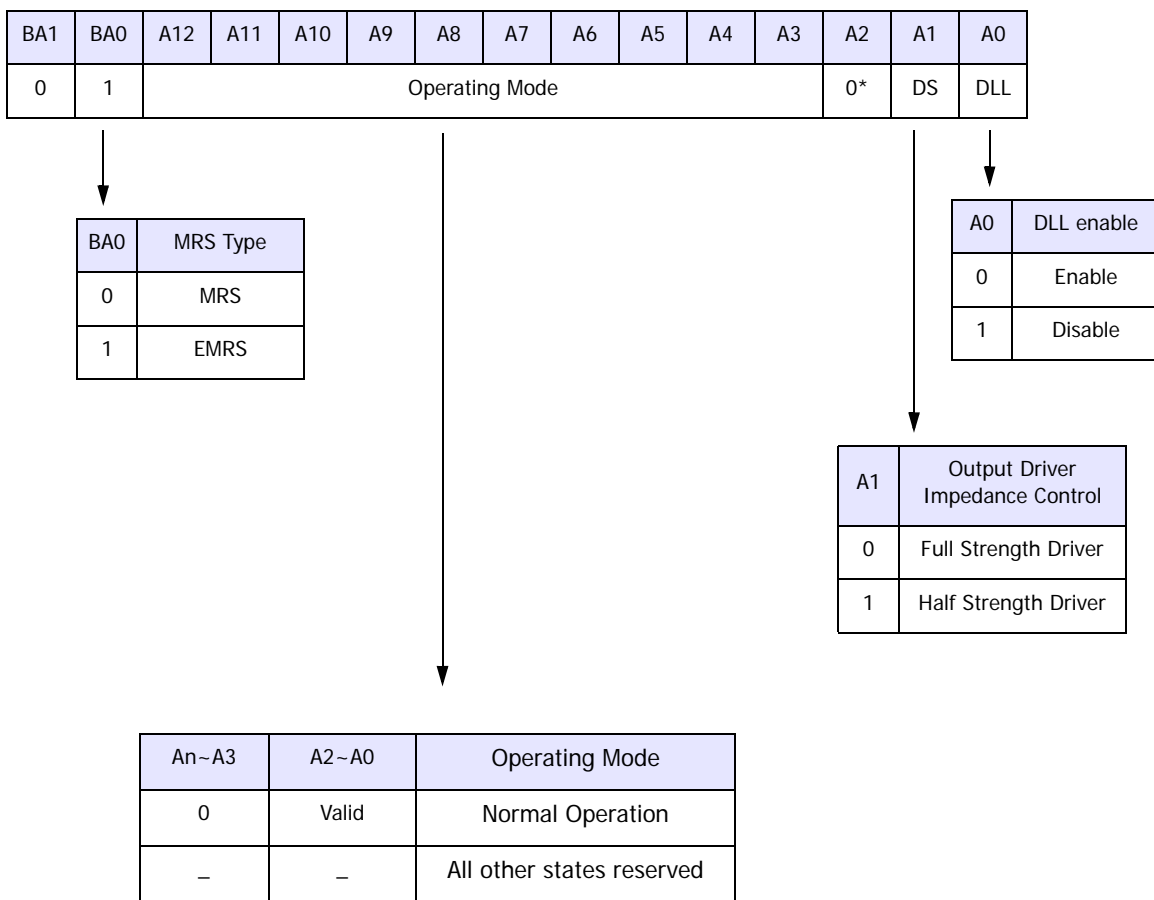 BA1 BA0 A12 A11 A10 A9 A8 A7 A6 A5 A4 A3 A2 A1 A0
0 1 Operating Mode 0* DS DLL
BA0 MRS Type
0 MRS
1 EMRS
A0 DLL enable
0 Enable
1 Disable
A1 Output Driver
Impedance Control
0 Full Strength Driver
1 Half Strength Driver
An~A3 A2~A0 Operating Mode
0 Valid Normal Operation
_ _ All other states reserved